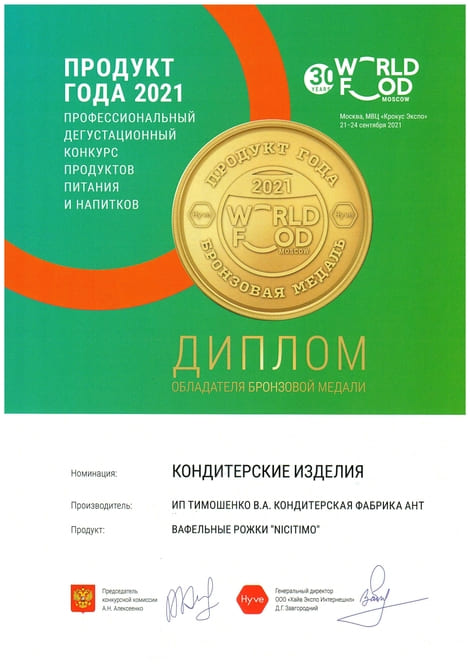 ПРОДУКТ
ГОДА 2021
ПРОФЕССИОНАЛЬНЫЙ
ДЕГУСТАЦИОННЫЙ
КОНКУРС
ПРОДУКТОВ
ПИТАНИЯ
И НАПИТКОВ
30
YEARS
WORLD
FOOD
MOSCOW
Москва, МВЦ «Крокус Экспо»
21–24 сентября 2021
ПРОДУКТ ГОДА
2021
Hyve
WORLD
FOOD
MOSCOW
Hyve
БРОНЗОВАЯ МЕДАЛЬ
ДИПЛОМ
ОБЛАДАТЕЛЯ БРОНЗОВОЙ МЕДАЛИ
Номинация: КОНДИТЕРСКИЕ ИЗДЕЛИЯ
Производитель: ИП ТИМОШЕНКО В.А. КОНДИТЕРСКАЯ ФАБРИКА АНТ
Продукт: ВАФЕЛЬНЫЕ РОЖКИ "NICITIMO"
Председатель
конкурсной комиссии
А.Н. Алексеенко
Hyve
Генеральный директор
ООО «Хайв Экспо Интернешнл»
Д.Г. Завгородний